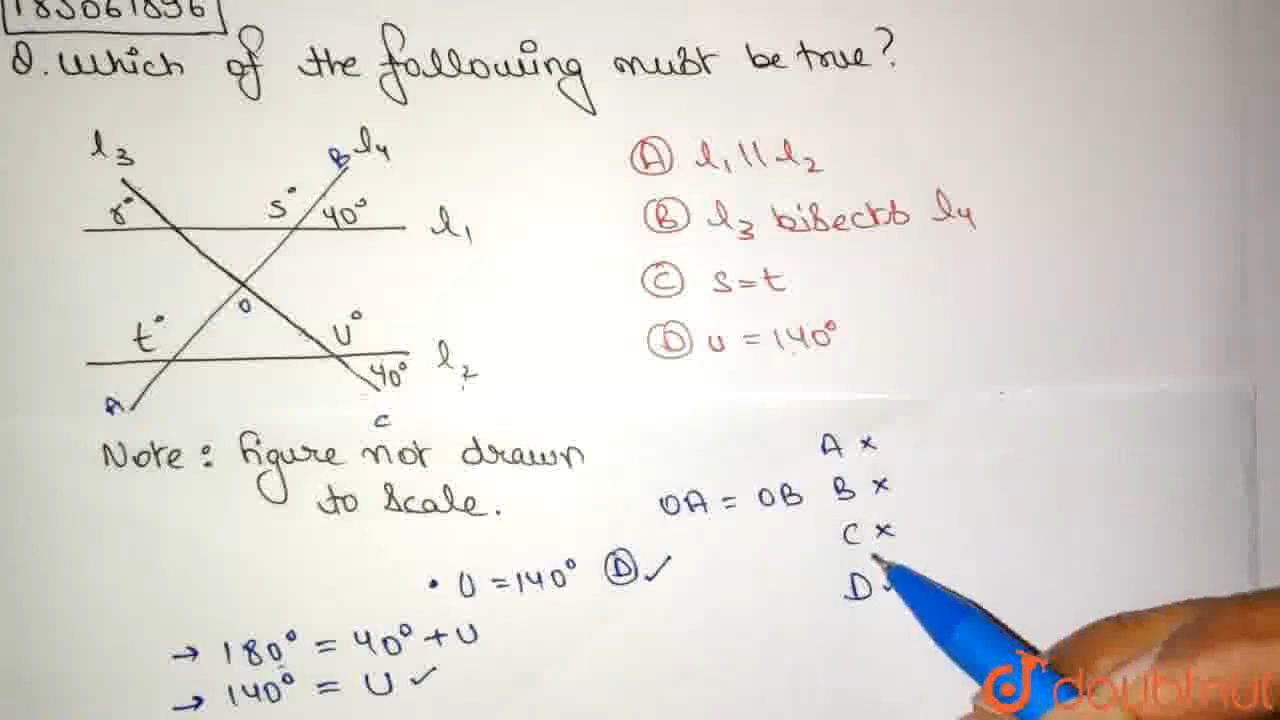 183061896
Q. Which of the following must be true?
l3
B l4
r° s° 40° l1
O
t° u° l2
40°
A
C
Note: figure not drawn
to scale.
Ⓐ l1 || l2
Ⓑ l3 bisects l4
Ⓒ s=t
Ⓓ u = 140°
A ×
OA = OB B ×
C ×
D
• U = 140° Ⓓ ✓
→ 180° = 40° + U
→ 140° = U ✓
doubtnut